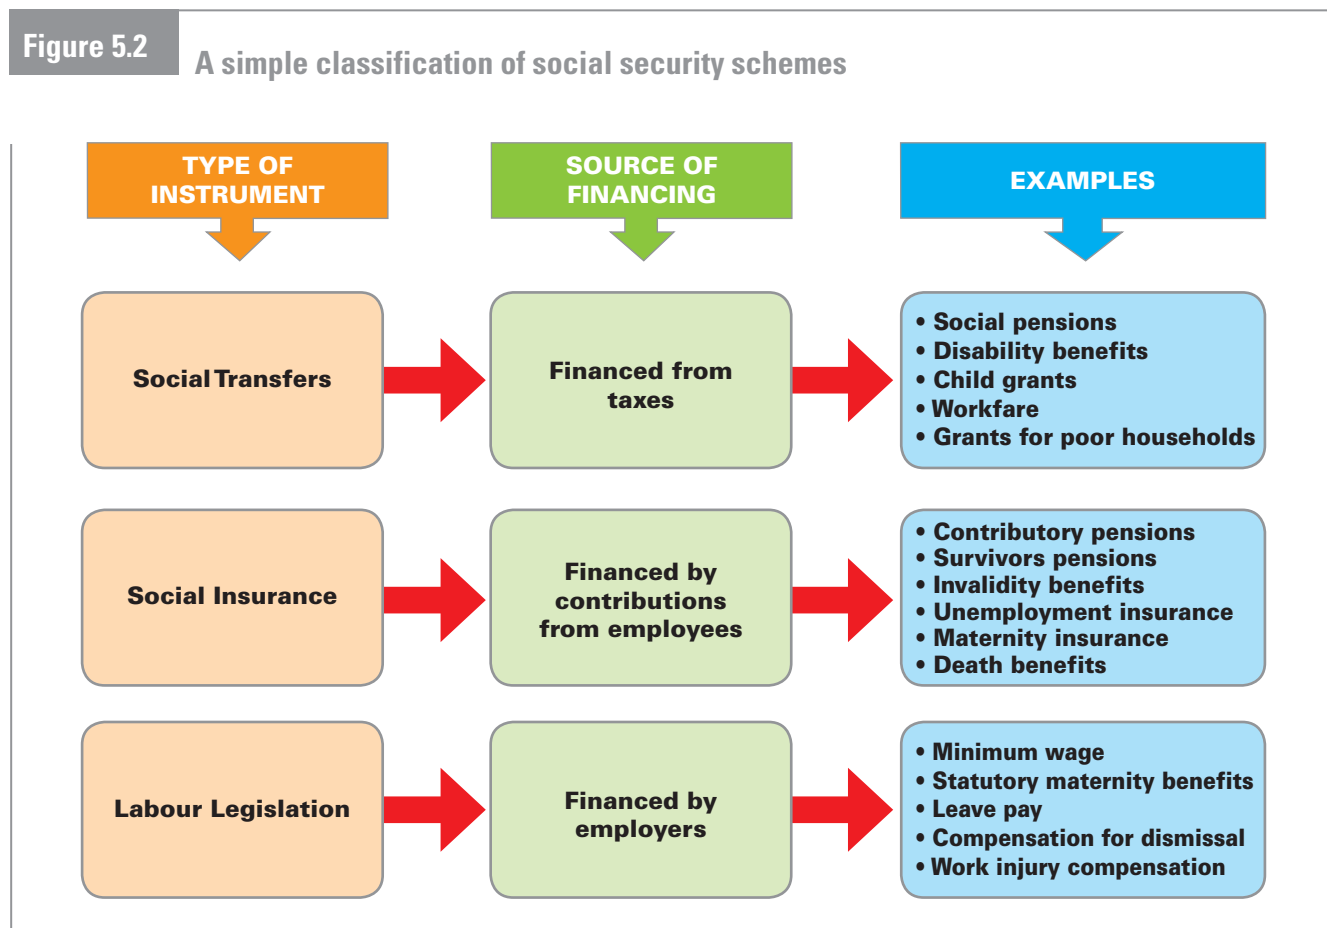 Figure 5.2
A simple classification of social security schemes
TYPE OF
INSTRUMENT
SOURCE OF
FINANCING
EXAMPLES
Social Transfers
Financed from
taxes
• Social pensions
• Disability benefits
• Child grants
• Workfare
• Grants for poor households
Social Insurance
Financed by
contributions
from employees
• Contributory pensions
• Survivors pensions
• Invalidity benefits
• Unemployment insurance
• Maternity insurance
• Death benefits
Labour Legislation
Financed by
employers
• Minimum wage
• Statutory maternity benefits
• Leave pay
• Compensation for dismissal
• Work injury compensation